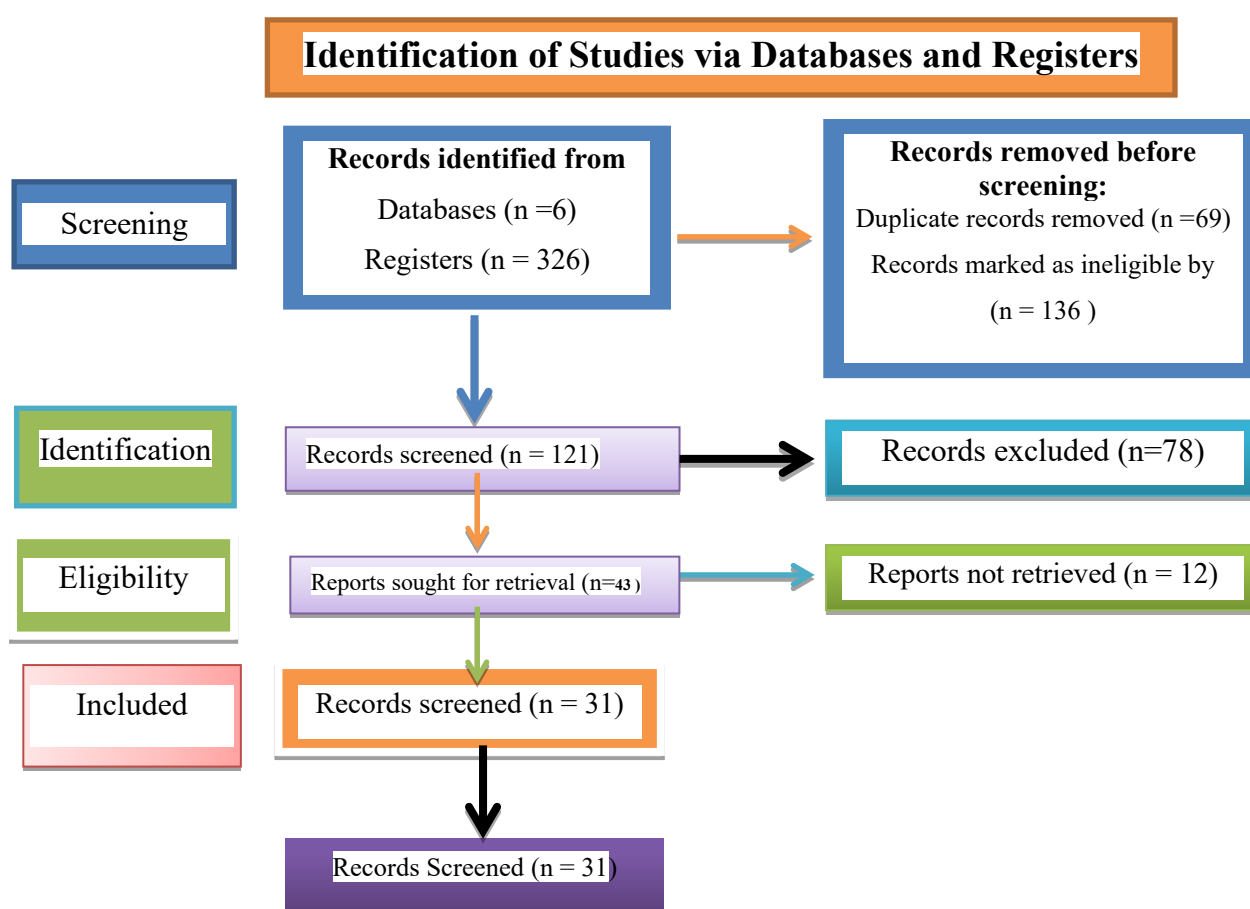 Identification of Studies via Databases and Registers
Records identified from
Databases (n =6)
Registers (n = 326)
Records removed before
screening:
Duplicate records removed (n =69)
Records marked as ineligible by
(n = 136 )
Screening
Identification
Records screened (n = 121)
Records excluded (n=78)
Eligibility
Reports sought for retrieval (n=43 )
Reports not retrieved (n = 12)
Included
Records screened (n = 31)
Records Screened (n = 31)